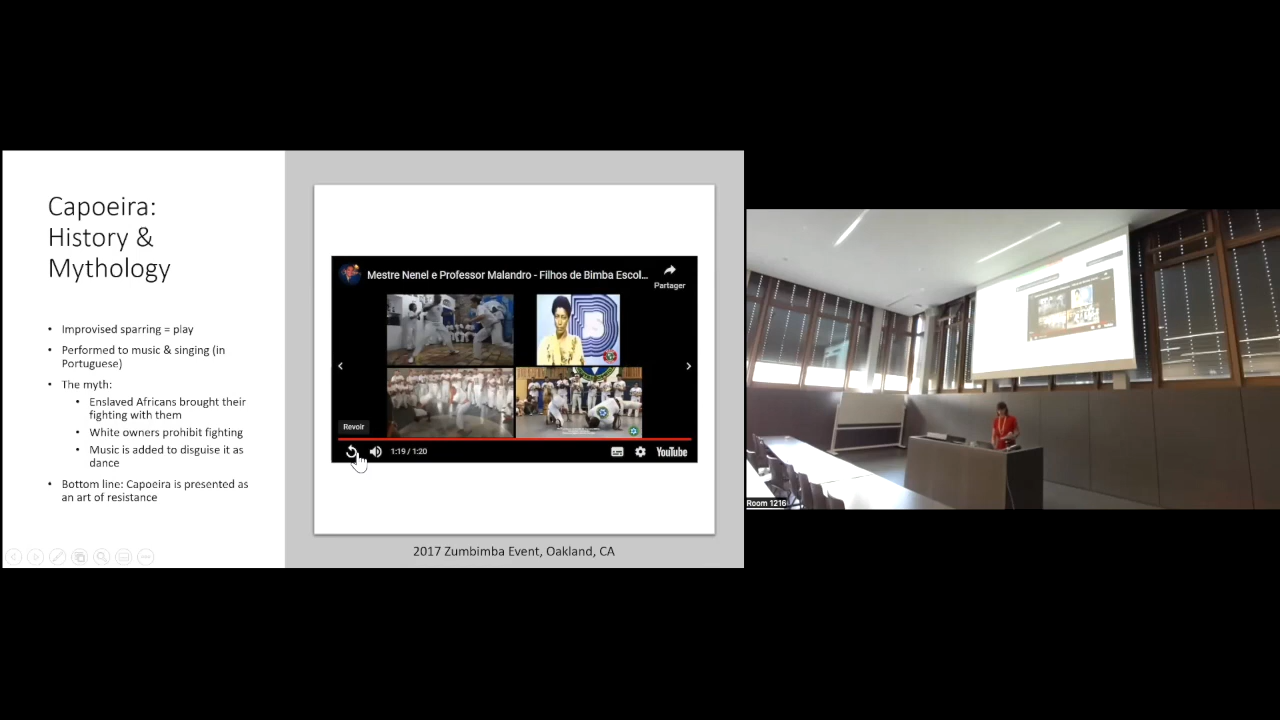 Capoeira:
History &
Mythology
• Improvised sparring = play
• Performed to music & singing (in
Portuguese)
• The myth:
• Enslaved Africans brought their
fighting with them
• White owners prohibit fighting
• Music is added to disguise it as
dance
• Bottom line: Capoeira is presented as
an art of resistance
Mestre Nenel e Professor Malandro - Filhos de Bimba Escol...
Partager
Revoir
1:19 / 1:20
YouTube
2017 Zumbimba Event, Oakland, CA
Room 1216